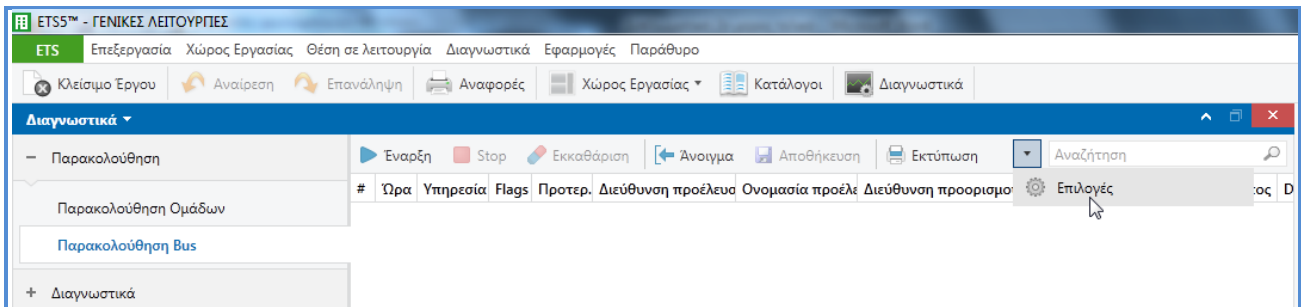 ETS5™ - ΓΕΝΙΚΕΣ ΛΕΙΤΟΥΡΓΙΕΣ
ETS Επεξεργασία Χώρος Εργασίας Θέση σε λειτουργία Διαγνωστικά Εφαρμογές Παράθυρο
Κλείσιμο Έργου Αναίρεση Επανάληψη Αναφορές Χώρος Εργασίας Κατάλογοι Διαγνωστικά
Διαγνωστικά
Παρακολούθηση
Έναρξη Stop Εκκαθάριση Άνοιγμα Αποθήκευση Εκτύπωση Αναζήτηση
# Ώρα Υπηρεσία Flags Προτερ. Διεύθυνση προέλευσ Ονομασία προέλε Διεύθυνση προορισμο τος D
Επιλογές
Παρακολούθηση Ομάδων
Παρακολούθηση Bus
Διαγνωστικά